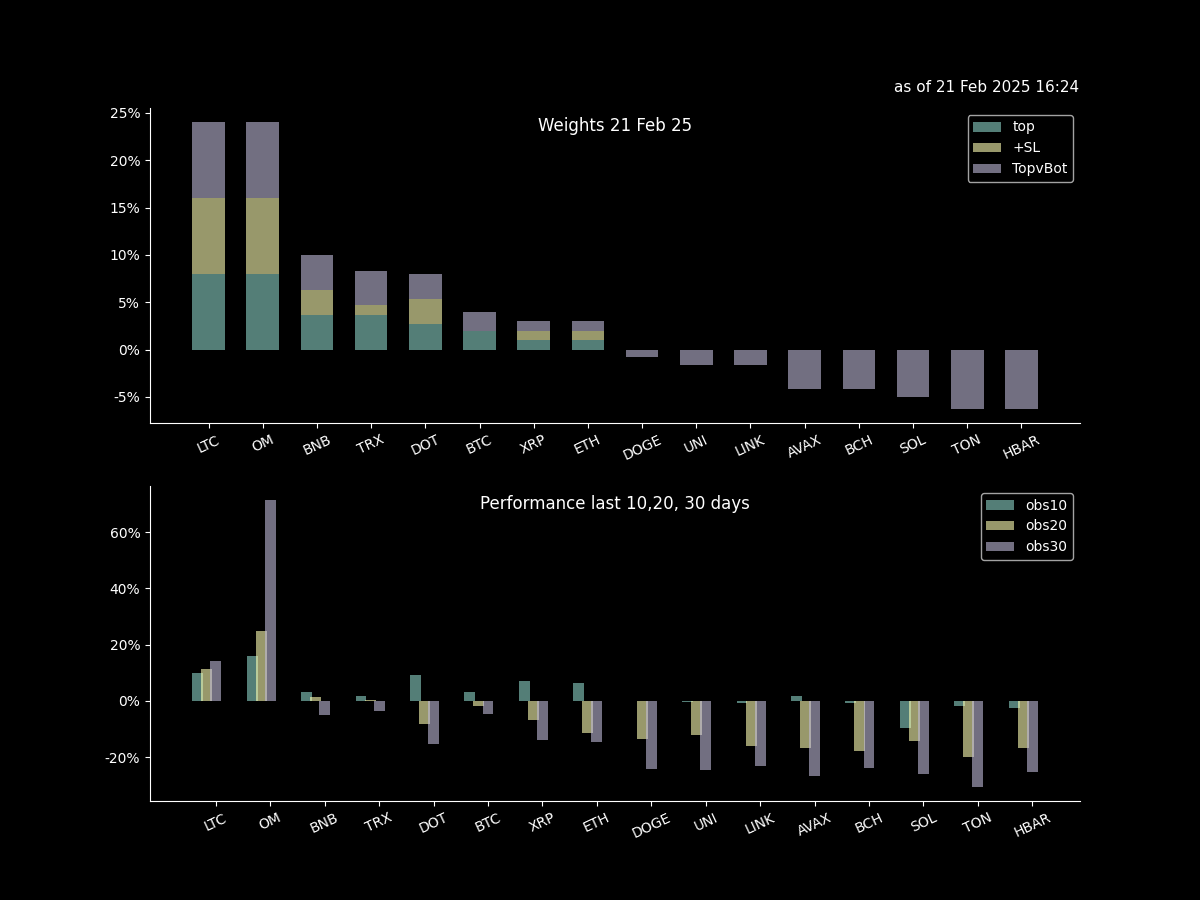 as of 21 Feb 2025 16:24
Weights 21 Feb 25
top
+SL
TopvBot
25%
20%
15%
10%
5%
0%
-5%
LTC OM BNB TRX DOT BTC XRP ETH DOGE UNI LINK AVAX BCH SOL TON HBAR
Performance last 10,20, 30 days
obs10
obs20
obs30
60%
40%
20%
0%
-20%
LTC OM BNB TRX DOT BTC XRP ETH DOGE UNI LINK AVAX BCH SOL TON HBAR